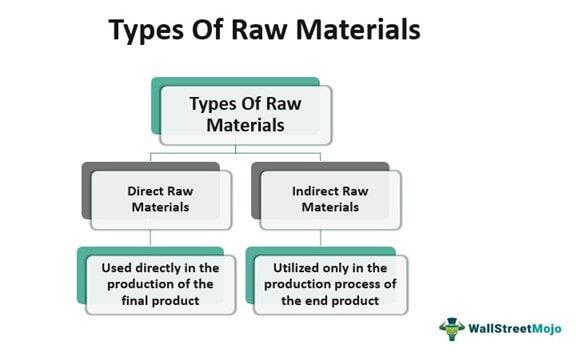 Types Of Raw Materials
Types Of Raw
Materials
Direct Raw
Materials
Indirect Raw
Materials
Used directly in the
production of the
final product
Utilized only in the
production process of
the end product
WallStreetMojo